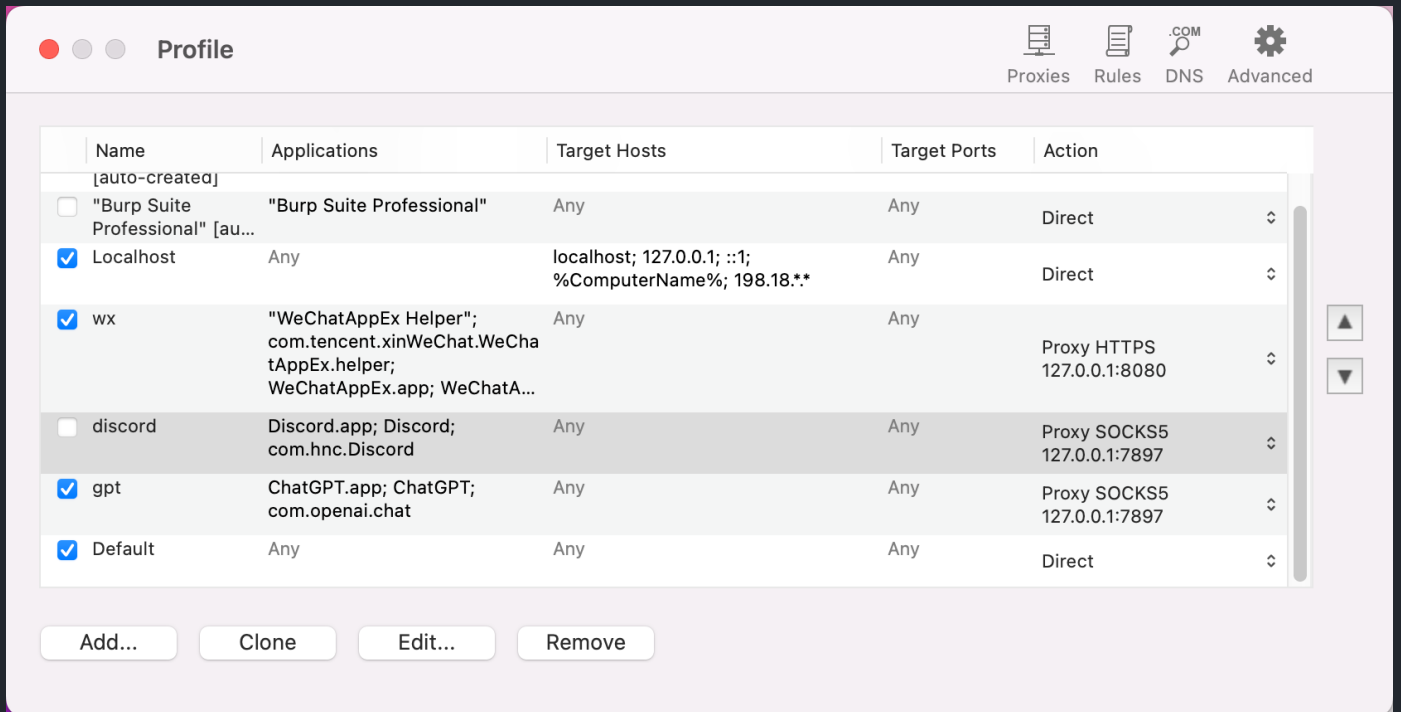 Profile
.COM
Proxies Rules DNS Advanced
Name Applications Target Hosts Target Ports Action
[auto-created]
"Burp Suite
Professional" [au...
"Burp Suite Professional"
Any
Any
Direct
Localhost
Any
localhost; 127.0.0.1; ::1;
%ComputerName%; 198.18.*.*
Any
Direct
wx
"WeChatAppEx Helper";
com.tencent.xinWeChat.WeCha
tAppEx.helper;
WeChatAppEx.app; WeChatA...
Any
Any
Proxy HTTPS
127.0.0.1:8080
discord
Discord.app; Discord;
com.hnc.Discord
Any
Any
Proxy SOCKS5
127.0.0.1:7897
gpt
ChatGPT.app; ChatGPT;
com.openai.chat
Any
Any
Proxy SOCKS5
127.0.0.1:7897
Default
Any
Any
Any
Direct
Add... Clone Edit... Remove